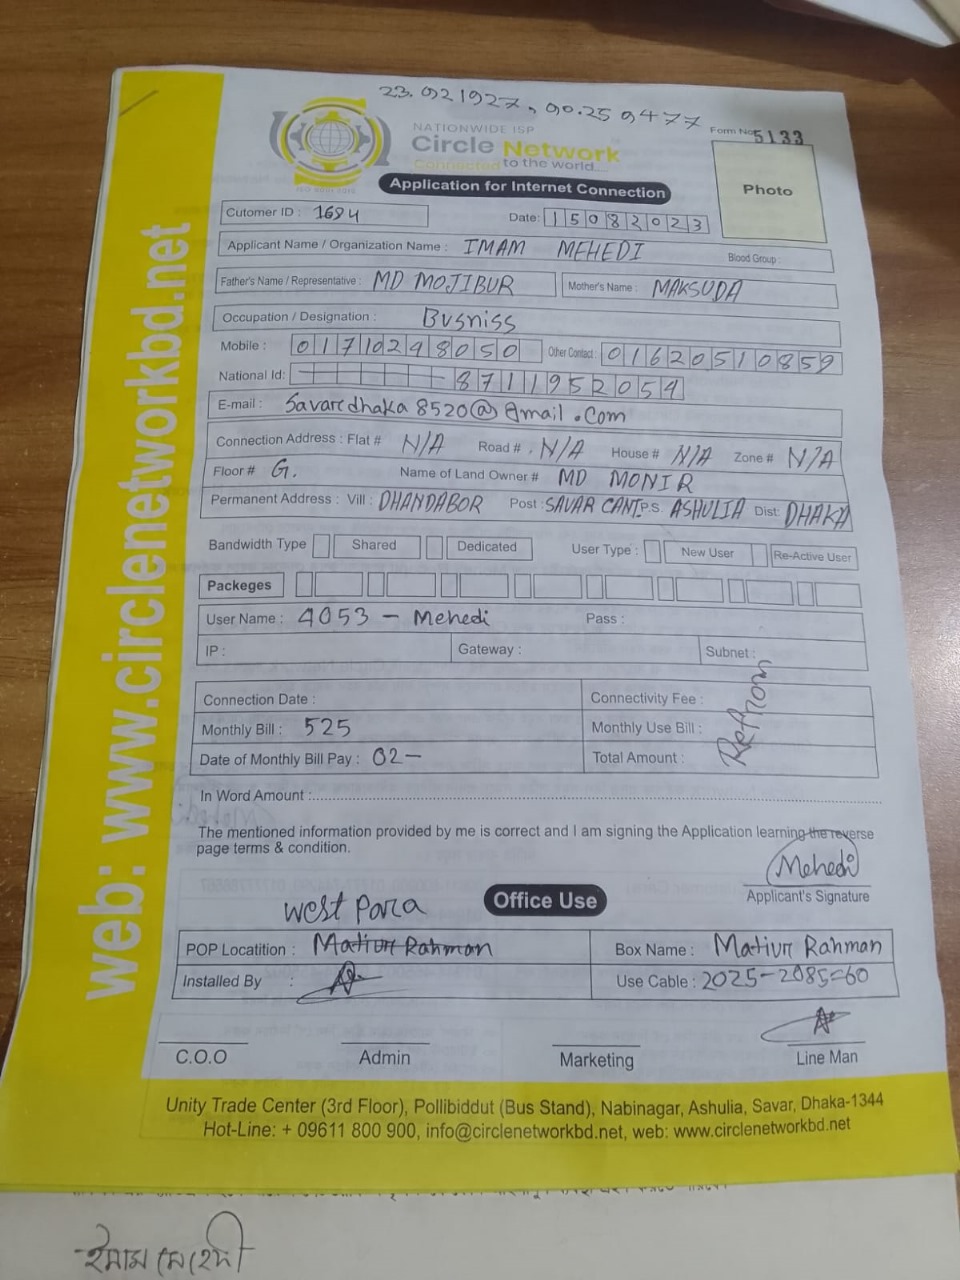 23.921927, 90.259477
NATIONWIDE ISP
Circle Network
Connected to the world...
ISO 9001:2015
Form No 5133
Photo
Application for Internet Connection
Cutomer ID : 1684
Date: 15082023
Applicant Name / Organization Name : IMAM MEHEDI
Blood Group :
Father's Name / Representative : MD MOJIBUR
Mother's Name : MAKSUDA
Occupation / Designation : Busniss
Mobile : 01710248050
Other Contact : 01620510859
National Id: 8711952054
E-mail : Savaredhaka8520@gmail.com
Connection Address : Flat # N/A Road # . N/A House # N/A Zone # N/A
Floor # G. Name of Land Owner # MD MONIR
Permanent Address : Vill : DHANDABOR Post : SAVAR CANT P.S. ASHULIA Dist: DHAKA
Bandwidth Type Shared Dedicated User Type : New User Re-Active User
Packeges
User Name : 4053 - Mehedi Pass :
IP : Gateway : Subnet :
Connection Date : Connectivity Fee :
Monthly Bill : 525 Monthly Use Bill :
Date of Monthly Bill Pay : 02- Total Amount :
In Word Amount :
The mentioned information provided by me is correct and I am signing the Application learning the reverse
page terms & condition.
Mehedi
Applicant's Signature
Office Use
West Para
POP Locatition : Matiur Rahman Box Name : Matiur Rahman
Installed By : Use Cable : 2025-2085=60
C.O.O Admin Marketing Line Man
Unity Trade Center (3rd Floor), Pollibiddut (Bus Stand), Nabinagar, Ashulia, Savar, Dhaka-1344
Hot-Line: + 09611 800 900, info@circlenetworkbd.net, web: www.circlenetworkbd.net
web: www.circlenetworkbd.net
ইমাম মেহেদী